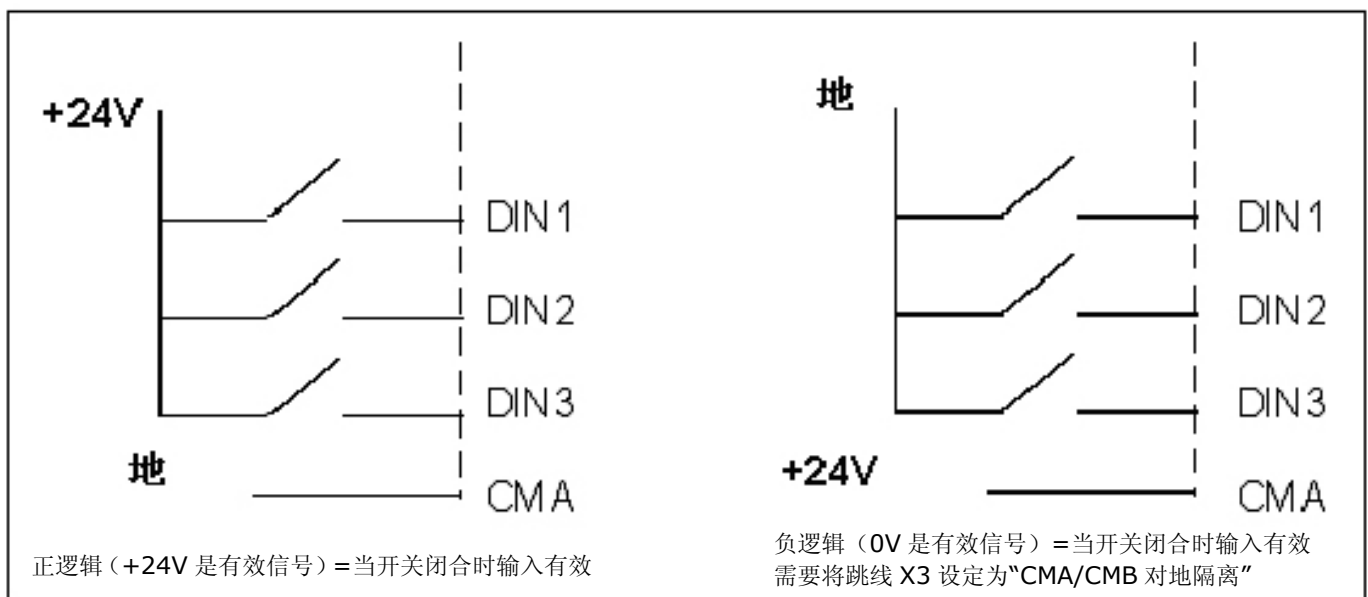 +24V
DIN1
DIN2
DIN3
地
CMA
正逻辑（+24V 是有效信号）=当开关闭合时输入有效
地
DIN1
DIN2
DIN3
+24V
CMA
负逻辑（0V 是有效信号）=当开关闭合时输入有效
需要将跳线 X3 设定为“CMA/CMB 对地隔离”